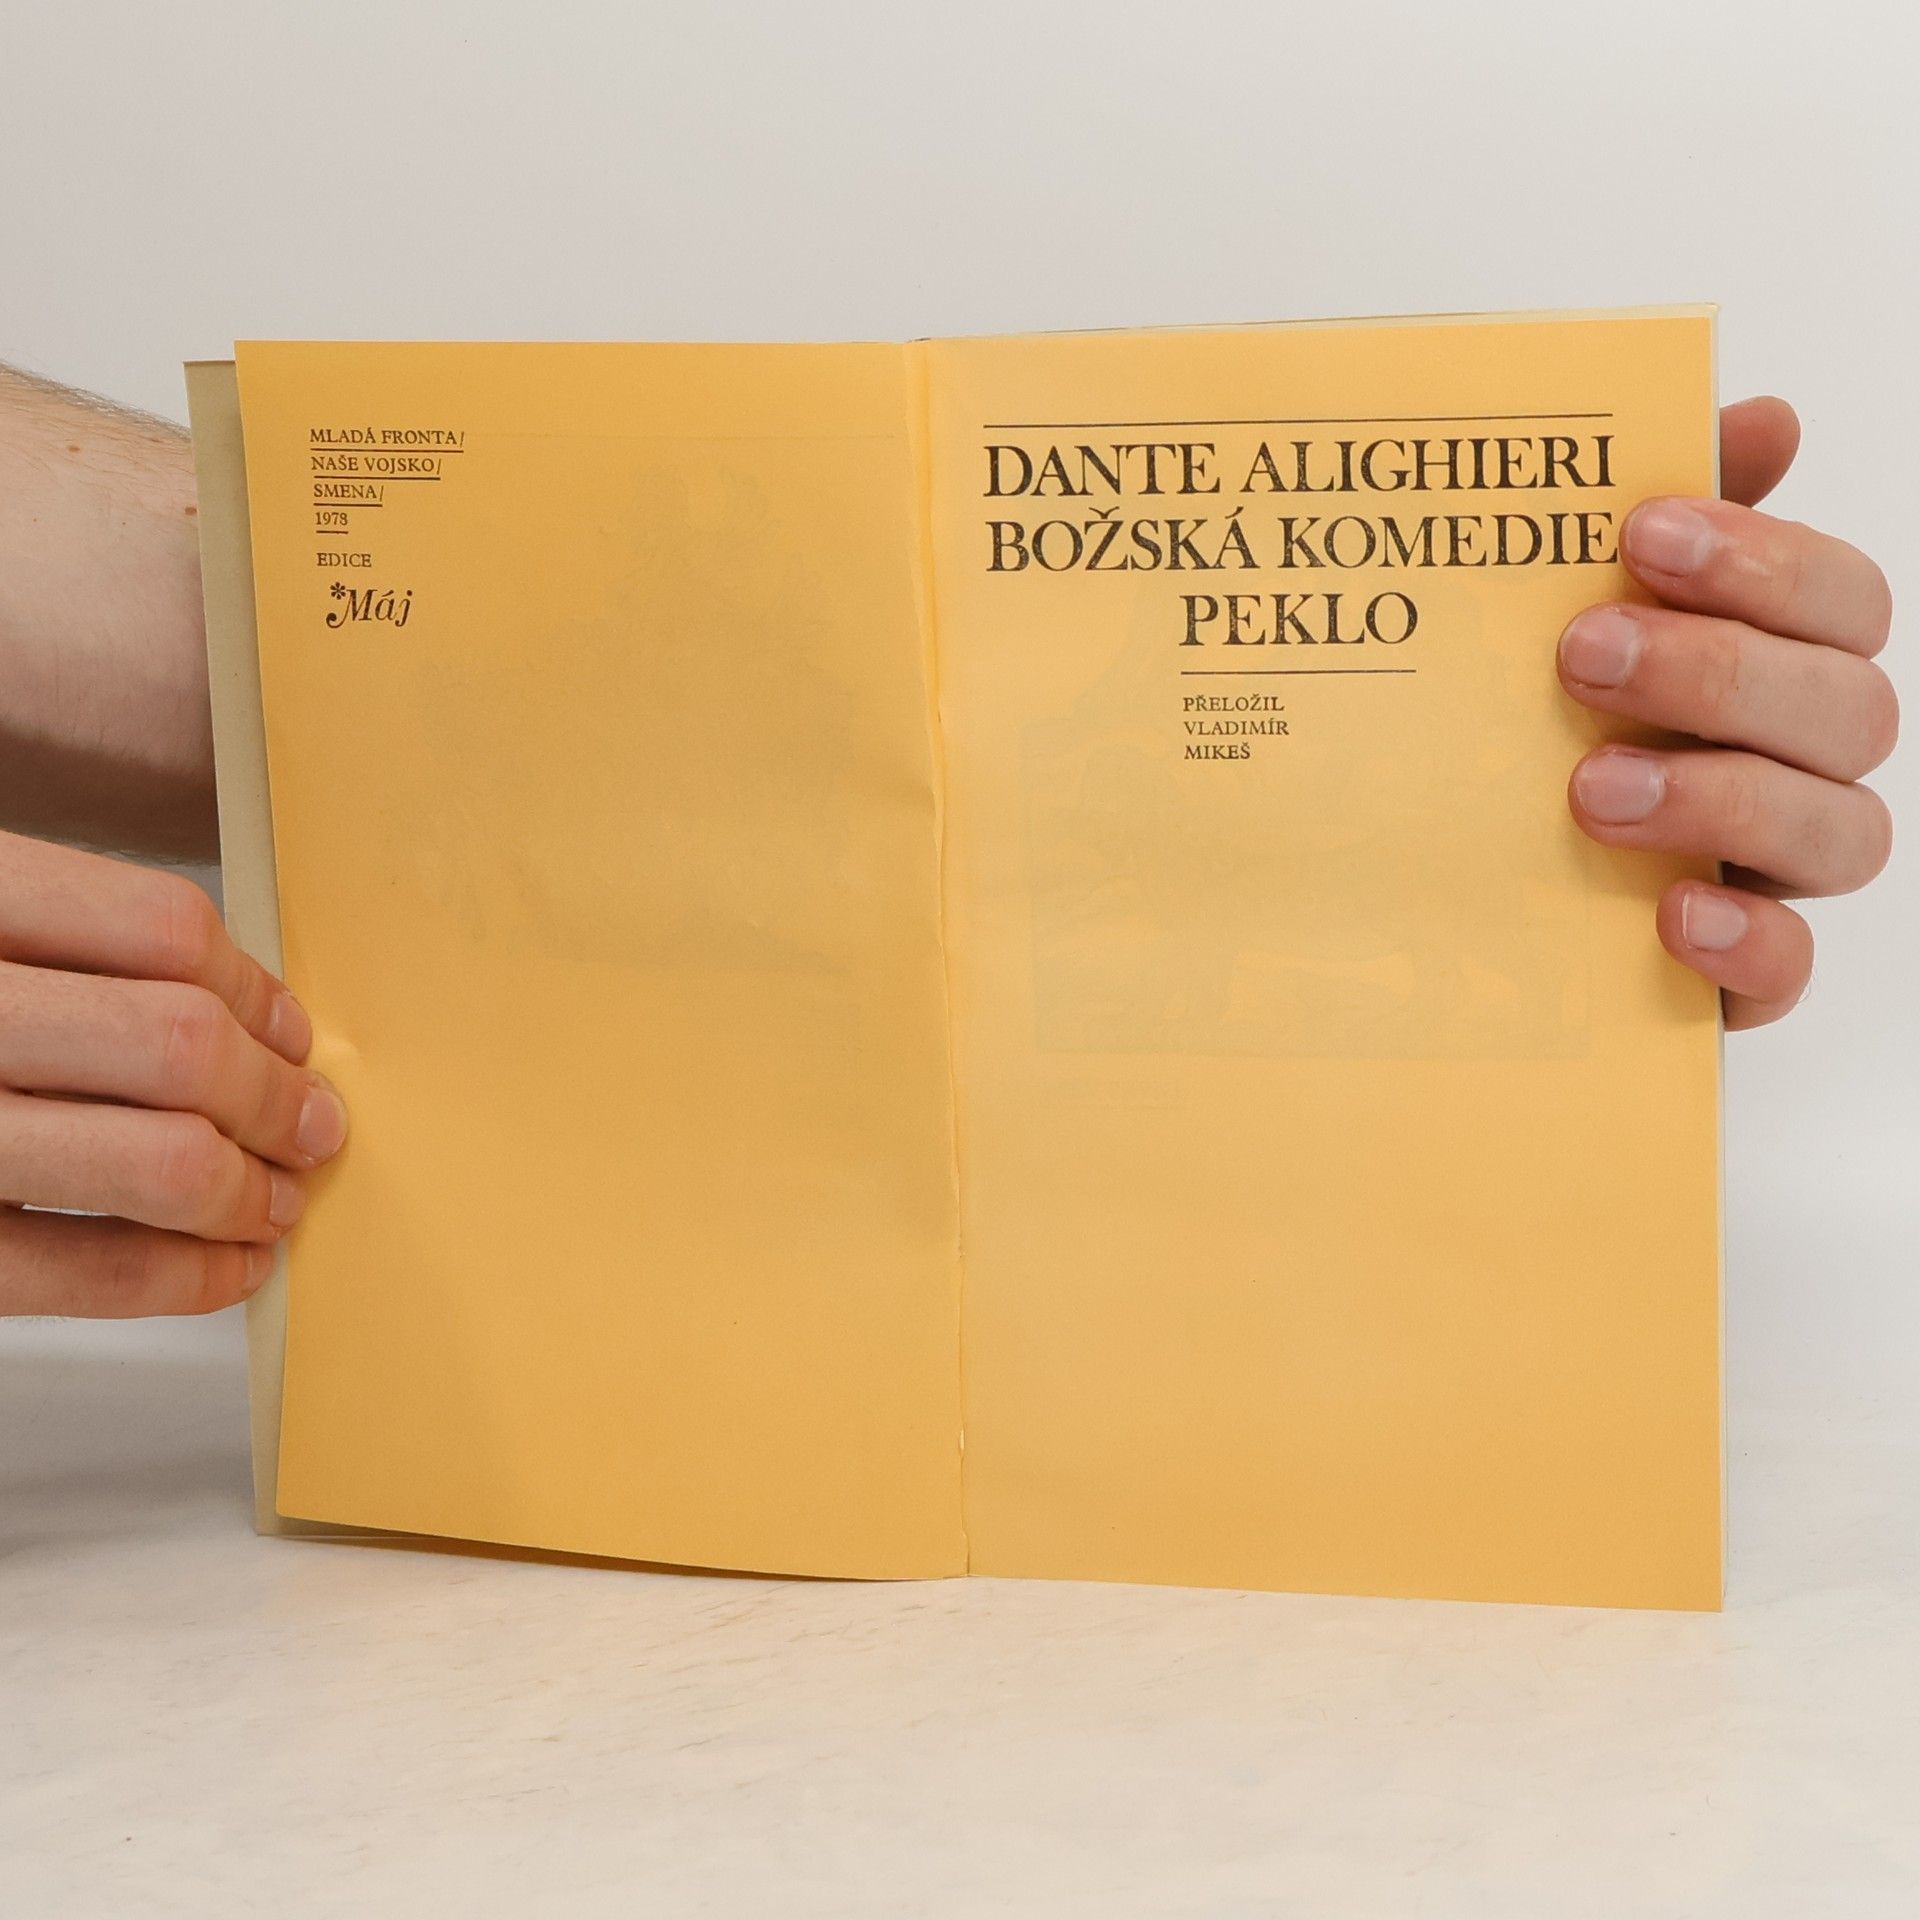 MLADÁ FRONTA/
NAŠE VOJSKO/
SMENA/
1978
EDICE
*Máj
DANTE ALIGHIERI
BOŽSKÁ KOMEDIE
PEKLO
PŘELOŽIL
VLADIMÍR
MIKEŠ